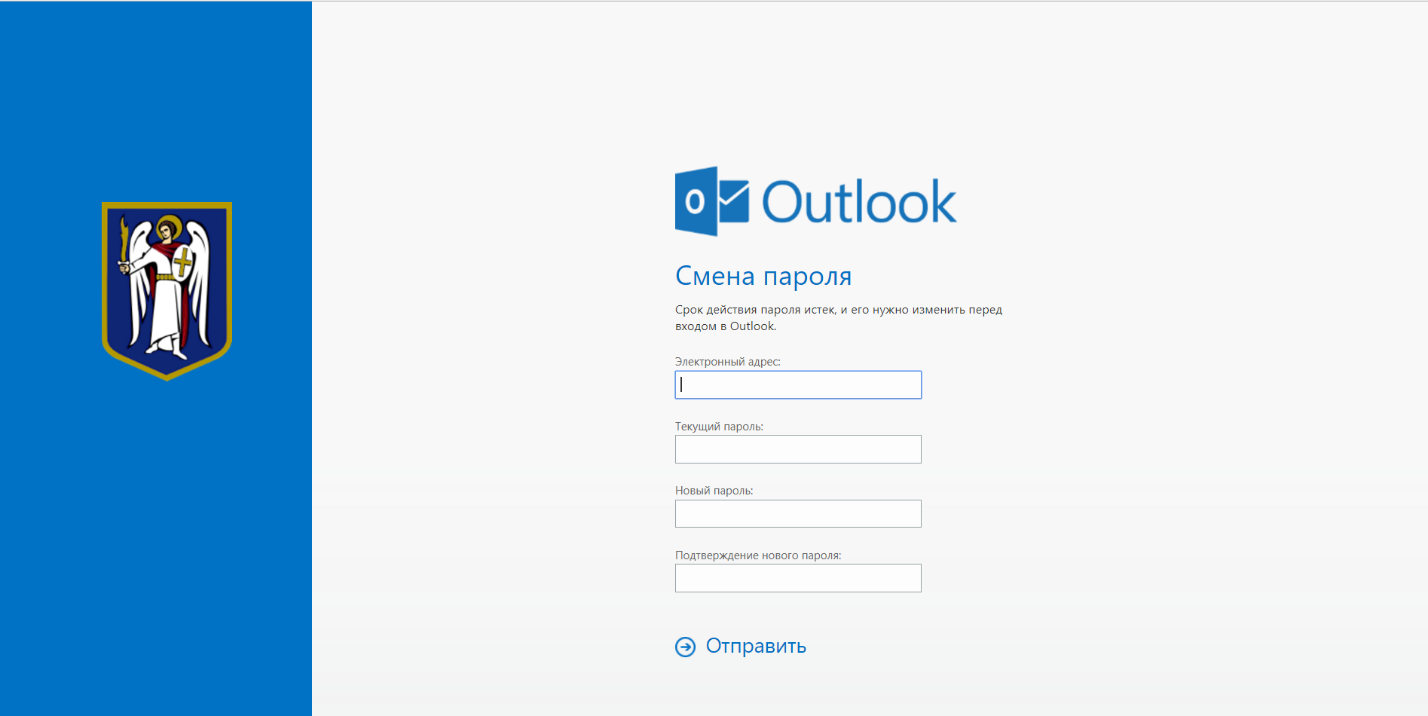 Outlook
Смена пароля
Срок действия пароля истек, и его нужно изменить перед
входом в Outlook.
Электронный адрес:
Текущий пароль:
Новый пароль:
Подтверждение нового пароля:
Отправить